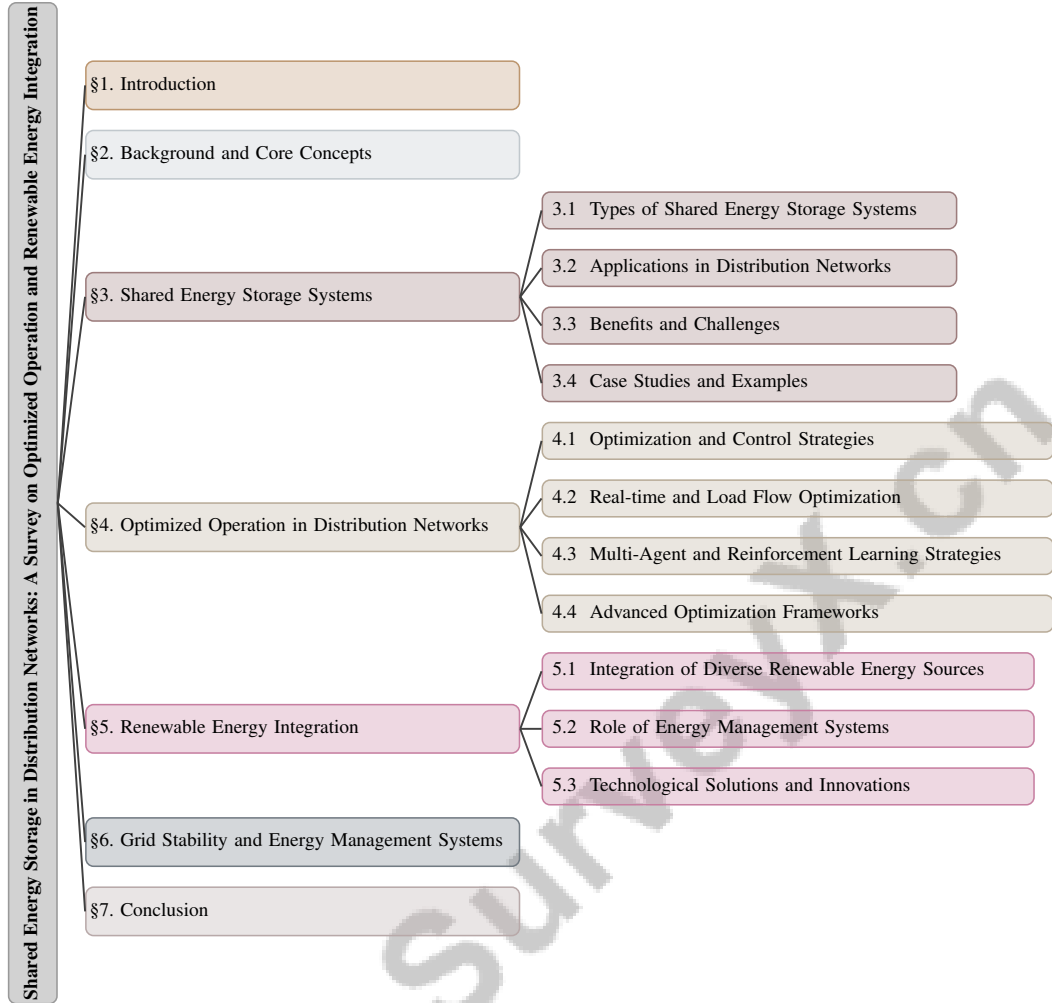 Shared Energy Storage in Distribution Networks: A Survey on Optimized Operation and Renewable Energy Integration
§1. Introduction
§2. Background and Core Concepts
§3. Shared Energy Storage Systems
3.1 Types of Shared Energy Storage Systems
3.2 Applications in Distribution Networks
3.3 Benefits and Challenges
3.4 Case Studies and Examples
§4. Optimized Operation in Distribution Networks
4.1 Optimization and Control Strategies
4.2 Real-time and Load Flow Optimization
4.3 Multi-Agent and Reinforcement Learning Strategies
4.4 Advanced Optimization Frameworks
§5. Renewable Energy Integration
5.1 Integration of Diverse Renewable Energy Sources
5.2 Role of Energy Management Systems
5.3 Technological Solutions and Innovations
§6. Grid Stability and Energy Management Systems
§7. Conclusion
SurveyX.cn